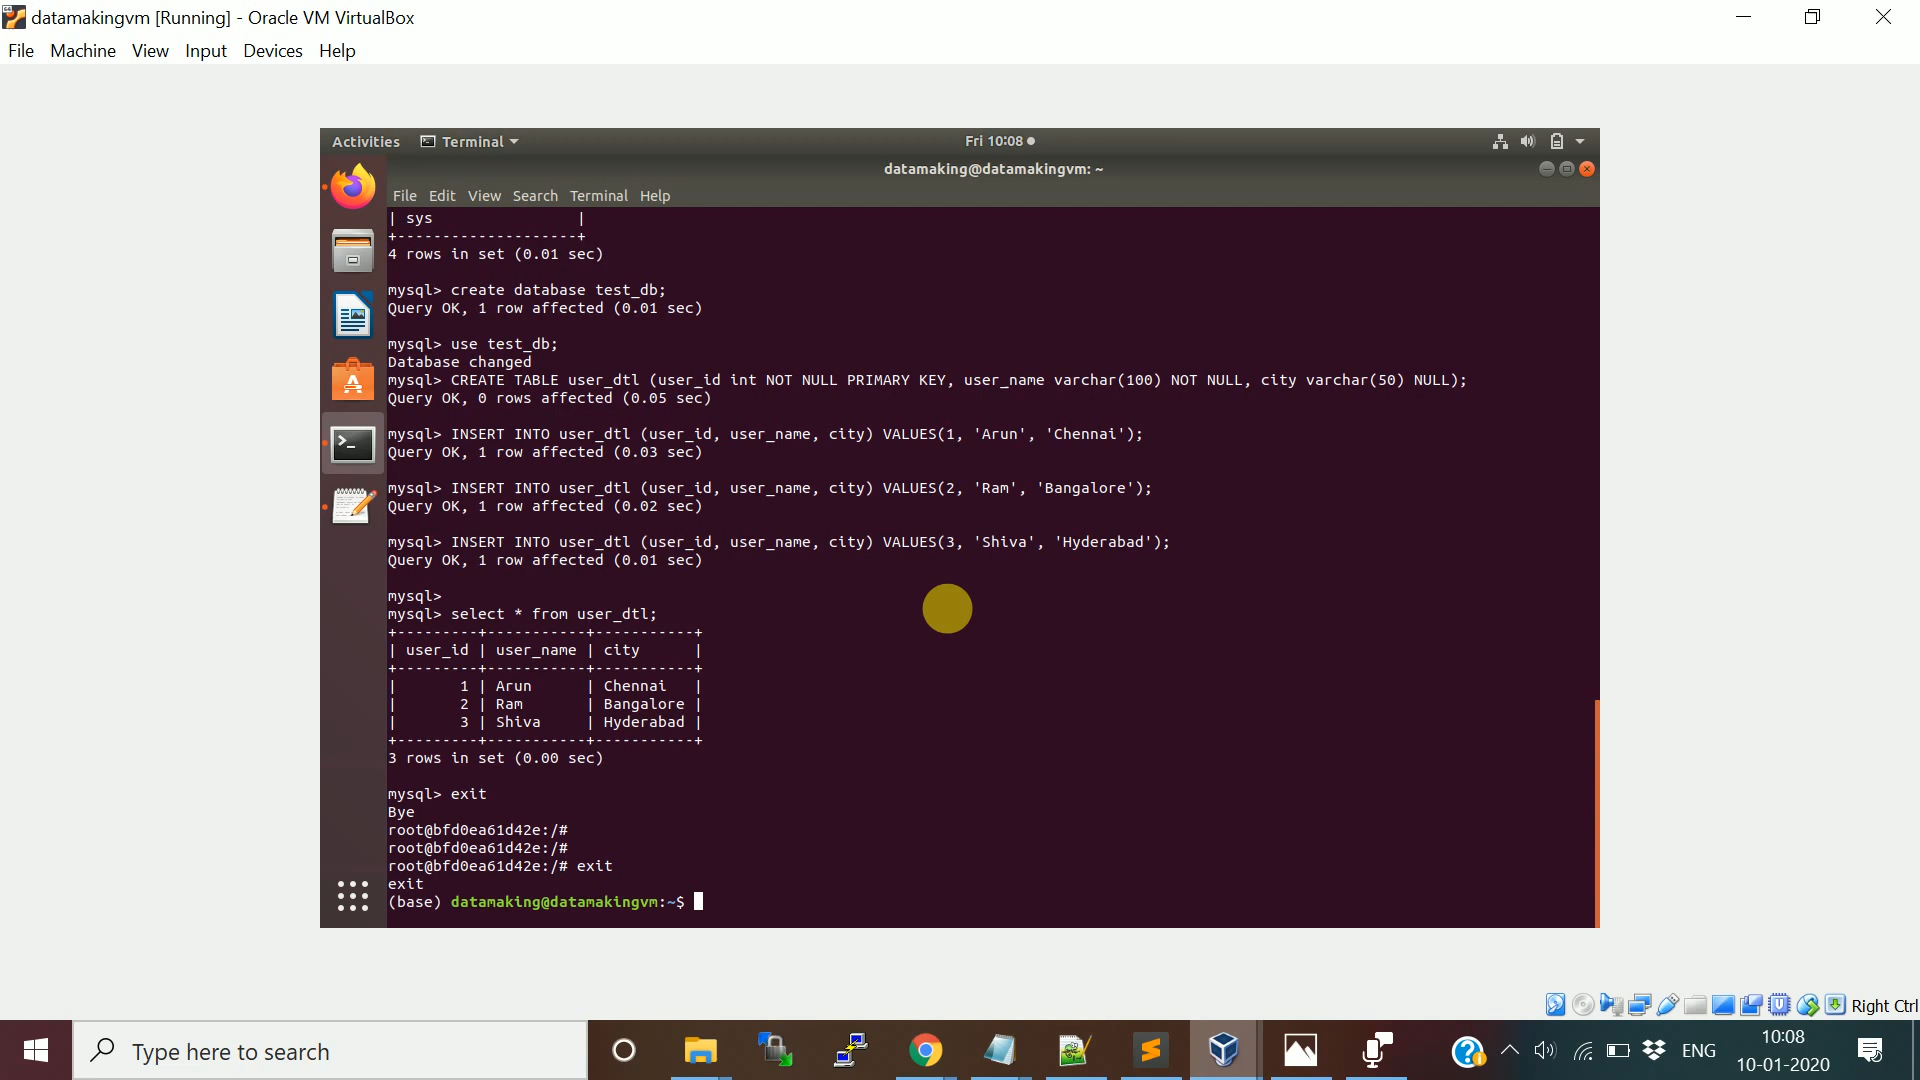 datamakingvm [Running] - Oracle VM VirtualBox
File Machine View Input Devices Help
Activities Terminal Fri 10:08
datamaking@datamakingvm: ~
File Edit View Search Terminal Help
| sys |
+--------------------+
4 rows in set (0.01 sec)
mysql> create database test_db;
Query OK, 1 row affected (0.01 sec)
mysql> use test_db;
Database changed
mysql> CREATE TABLE user_dtl (user_id int NOT NULL PRIMARY KEY, user_name varchar(100) NOT NULL, city varchar(50) NULL);
Query OK, 0 rows affected (0.05 sec)
mysql> INSERT INTO user_dtl (user_id, user_name, city) VALUES(1, 'Arun', 'Chennai');
Query OK, 1 row affected (0.03 sec)
mysql> INSERT INTO user_dtl (user_id, user_name, city) VALUES(2, 'Ram', 'Bangalore');
Query OK, 1 row affected (0.02 sec)
mysql> INSERT INTO user_dtl (user_id, user_name, city) VALUES(3, 'Shiva', 'Hyderabad');
Query OK, 1 row affected (0.01 sec)
mysql>
mysql> select * from user_dtl;
+---------+-----------+-----------+
| user_id | user_name | city |
+---------+-----------+-----------+
| 1 | Arun | Chennai |
| 2 | Ram | Bangalore |
| 3 | Shiva | Hyderabad |
+---------+-----------+-----------+
3 rows in set (0.00 sec)
mysql> exit
Bye
root@bfd0ea61d42e:/#
root@bfd0ea61d42e:/#
root@bfd0ea61d42e:/# exit
exit
(base) datamaking@datamakingvm:~$
Right Ctrl
Type here to search
ENG
10:08
10-01-2020